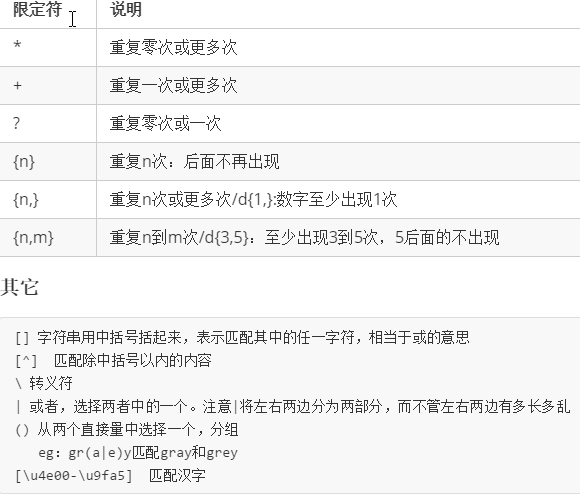 限定符 说明
* 重复零次或更多次
+ 重复一次或更多次
? 重复零次或一次
{n} 重复n次：后面不再出现
{n,} 重复n次或更多次/d{1,}:数字至少出现1次
{n,m} 重复n到m次/d{3,5}：至少出现3到5次，5后面的不出现
其它
[] 字符串用中括号括起来，表示匹配其中的任一字符，相当于或的意思
[^]  匹配除中括号以内的内容
\ 转义符
| 或者，选择两者中的一个。注意|将左右两边分为两部分，而不管左右两边有多长多乱
() 从两个直接量中选择一个，分组
eg：gr(a|e)y匹配gray和grey
[\u4e00-\u9fa5]  匹配汉字